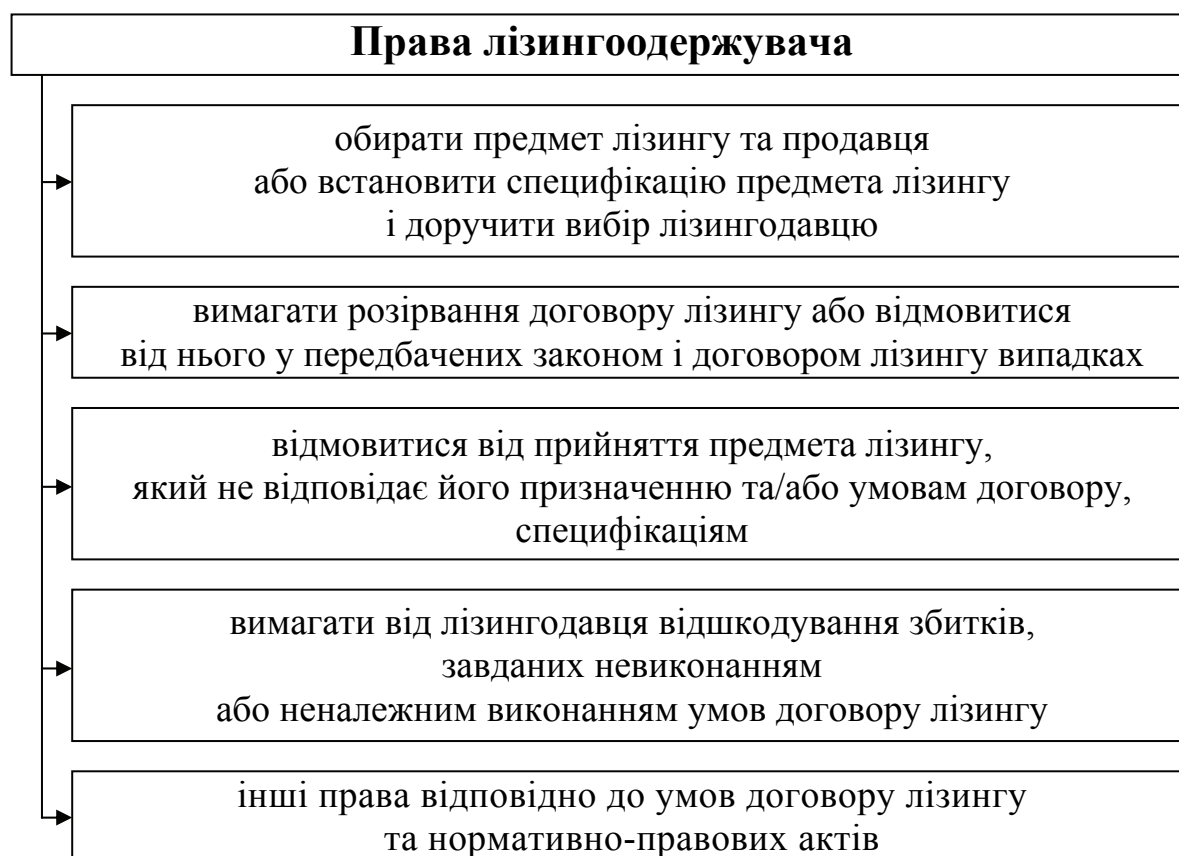 Права лізингоодержувача
обирати предмет лізингу та продавця
або встановити специфікацію предмета лізингу
і доручити вибір лізингодавцю
вимагати розірвання договору лізингу або відмовитися
від нього у передбачених законом і договором лізингу випадках
відмовитися від прийняття предмета лізингу,
який не відповідає його призначенню та/або умовам договору,
специфікаціям
вимагати від лізингодавця відшкодування збитків,
завданих невиконанням
або неналежним виконанням умов договору лізингу
інші права відповідно до умов договору лізингу
та нормативно-правових актів